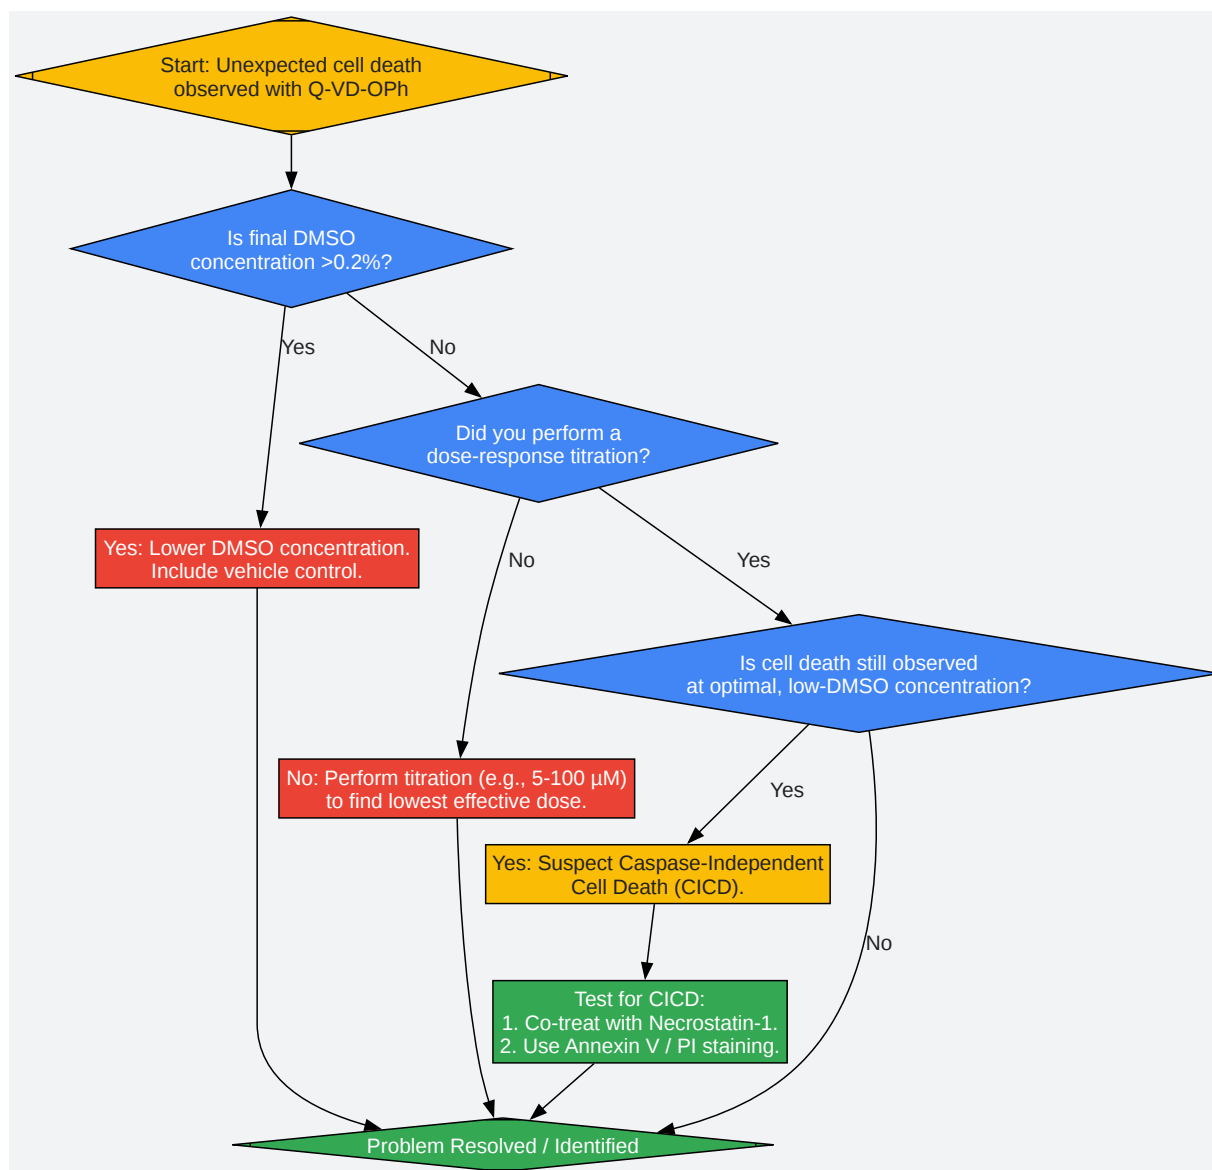 Start: Unexpected cell death
observed with Q-VD-OPh
Is final DMSO
concentration >0.2%?
Yes
No
Did you perform a
dose-response titration?
Yes: Lower DMSO concentration.
Include vehicle control.
No
Yes
Is cell death still observed
at optimal, low-DMSO concentration?
No: Perform titration (e.g., 5-100 µM)
to find lowest effective dose.
Yes
Yes: Suspect Caspase-Independent
Cell Death (CICD).
No
Test for CICD:
1. Co-treat with Necrostatin-1.
2. Use Annexin V / PI staining.
Problem Resolved / Identified